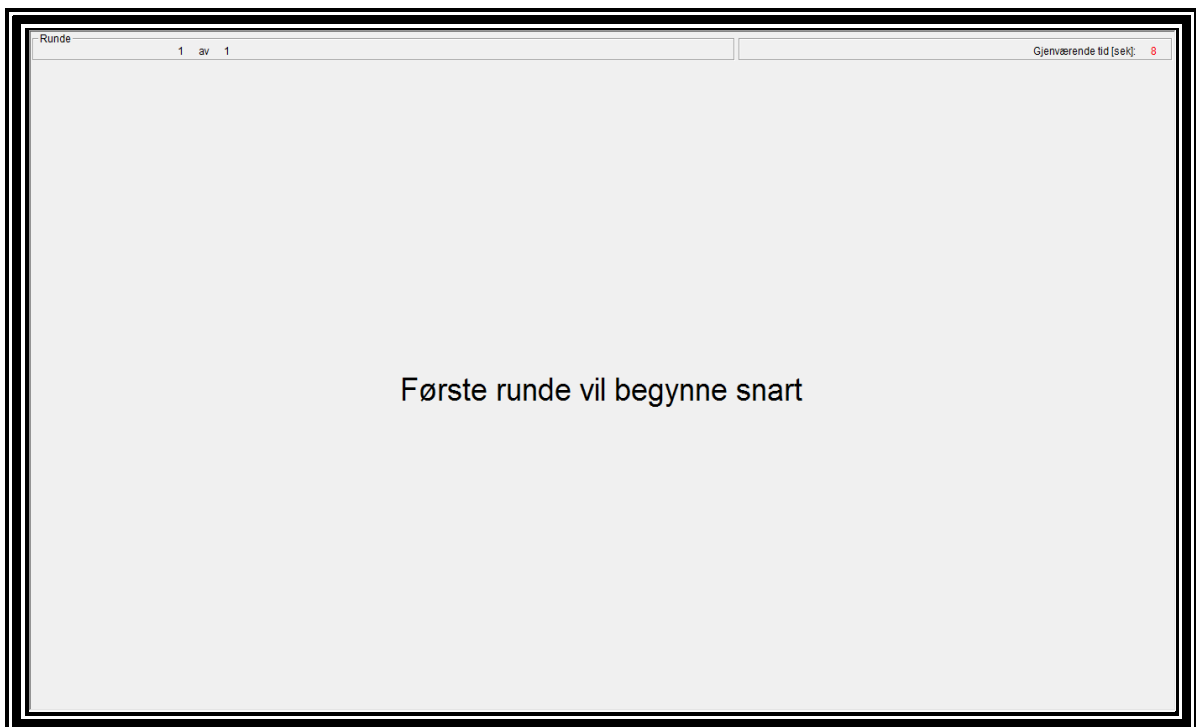 Runde
1 av 1
Gjenværende tid [sek]: 8
Første runde vil begynne snart